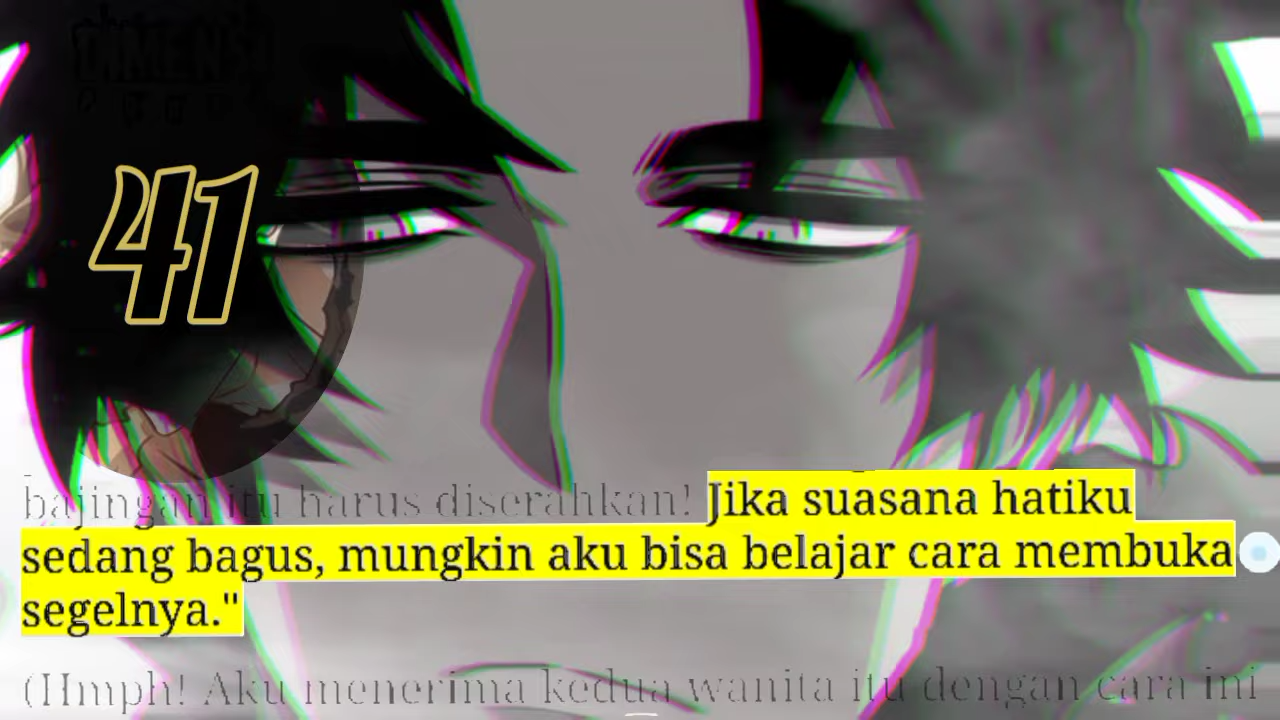 DIMENSI
41
bajingan itu harus diserahkan! Jika suasana hatiku
sedang bagus, mungkin aku bisa belajar cara membuka
segelnya."
(Hmph! Aku menerima kedua wanita itu dengan cara ini